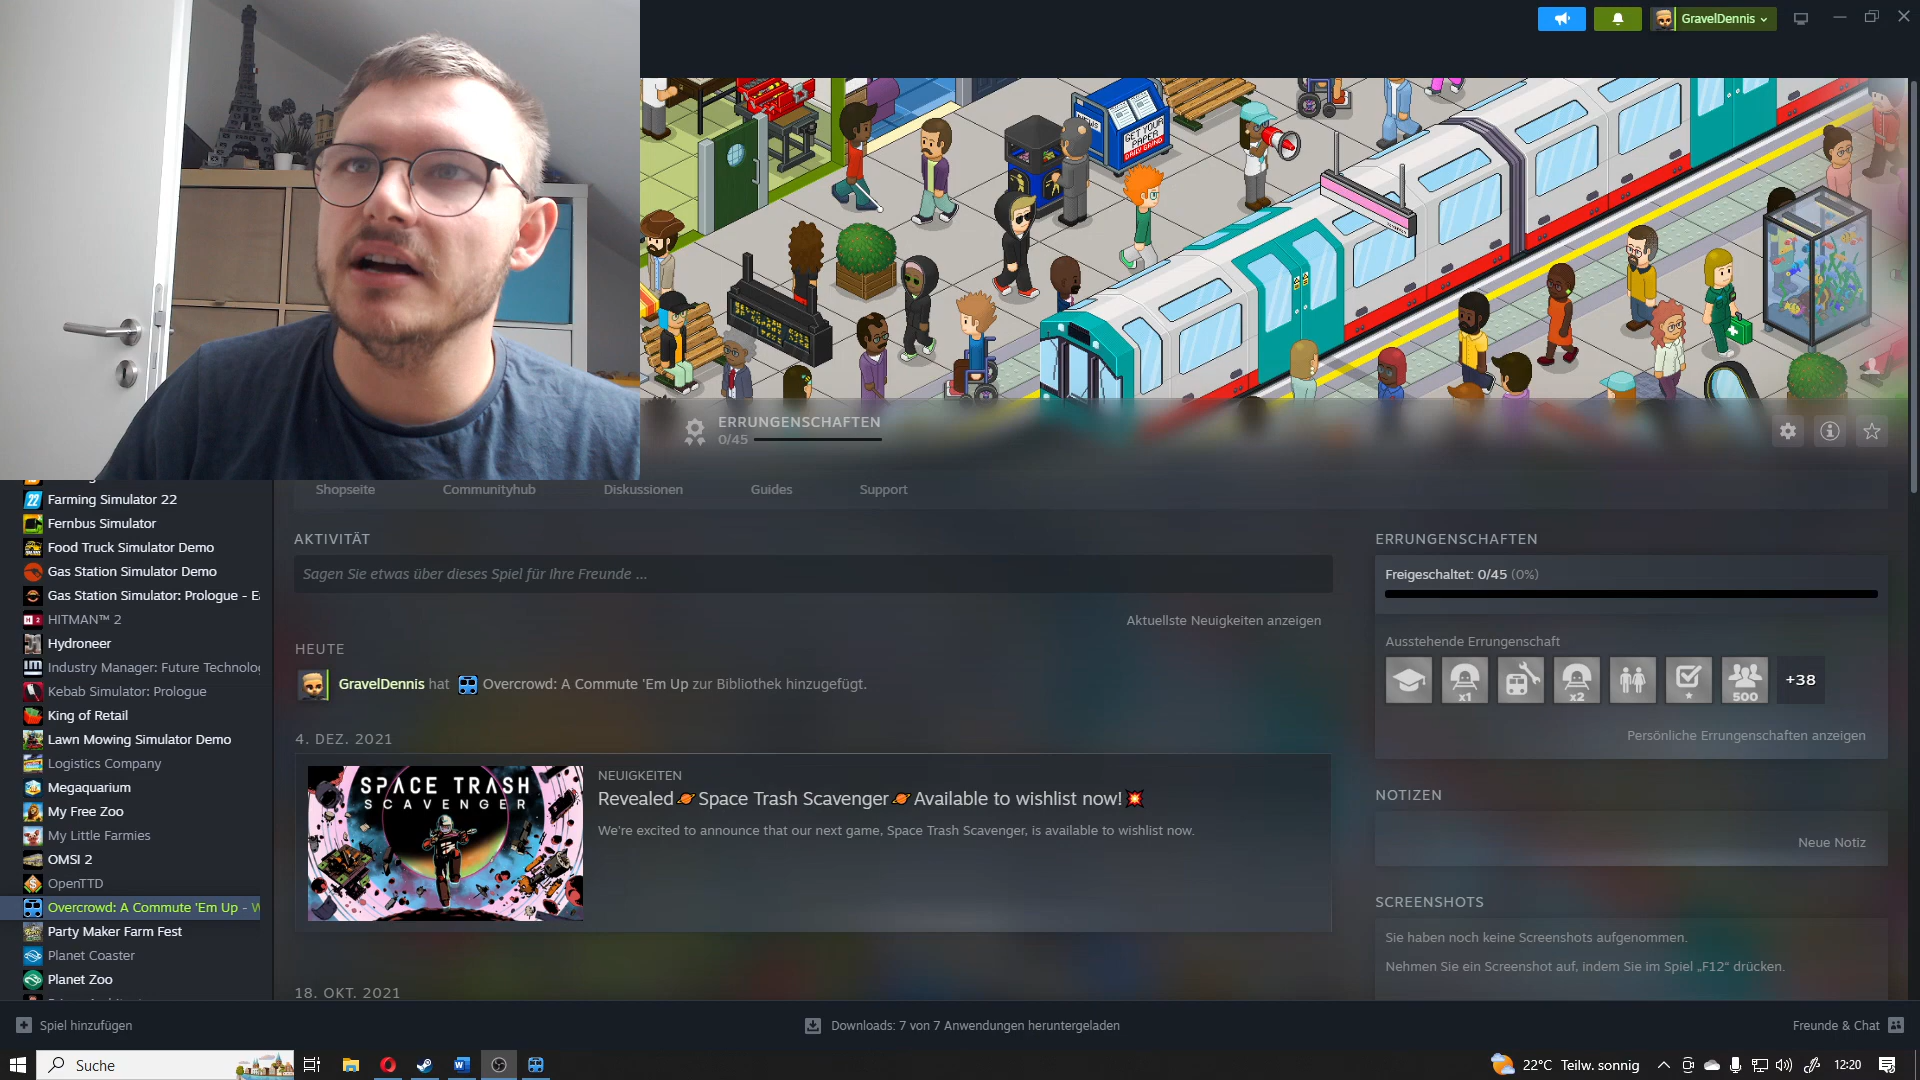 GravelDennis
NEWS
GET YOUR
PAPER
DAILY GRIND
ERRUNGENSCHAFTEN
0/45
Shopseite
Communityhub
Diskussionen
Guides
Support
Farming Simulator 22
Fernbus Simulator
Food Truck Simulator Demo
Gas Station Simulator Demo
Gas Station Simulator: Prologue - Ea
HITMAN™ 2
Hydroneer
Industry Manager: Future Technolog
Kebab Simulator: Prologue
King of Retail
Lawn Mowing Simulator Demo
Logistics Company
Megaquarium
My Free Zoo
My Little Farmies
OMSI 2
OpenTTD
Overcrowd: A Commute 'Em Up - W
Party Maker Farm Fest
Planet Coaster
Planet Zoo
AKTIVITÄT
Sagen Sie etwas über dieses Spiel für Ihre Freunde ...
Aktuellste Neuigkeiten anzeigen
HEUTE
GravelDennis hat Overcrowd: A Commute 'Em Up zur Bibliothek hinzugefügt.
4. DEZ. 2021
SPACE TRASH
SCAVENGER
NEUIGKEITEN
Revealed🪐Space Trash Scavenger🪐Available to wishlist now!💥
We're excited to announce that our next game, Space Trash Scavenger, is available to wishlist now.
18. OKT. 2021
ERRUNGENSCHAFTEN
Freigeschaltet: 0/45 (0%)
Ausstehende Errungenschaft
x1
x2
500
+38
Persönliche Errungenschaften anzeigen
NOTIZEN
Neue Notiz
SCREENSHOTS
Sie haben noch keine Screenshots aufgenommen.
Nehmen Sie ein Screenshot auf, indem Sie im Spiel „F12“ drücken.
Spiel hinzufügen
Downloads: 7 von 7 Anwendungen heruntergeladen
Freunde & Chat
Suche
22°C Teilw. sonnig
12:20